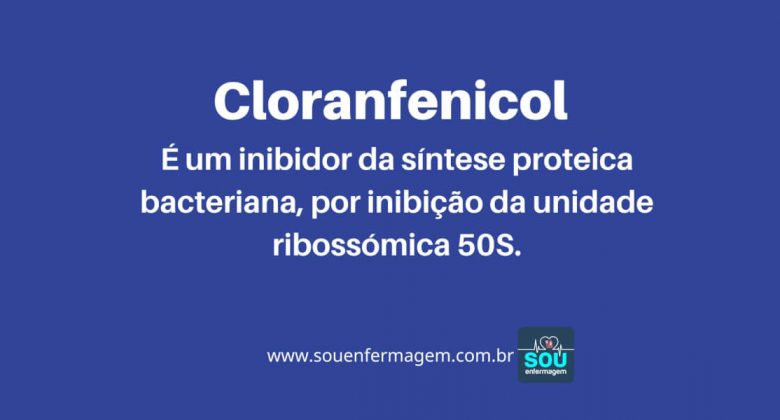 Cloranfenicol
É um inibidor da síntese proteica
bacteriana, por inibição da unidade
ribossómica 50S.
www.souenfermagem.com.br
SOU
enfermagem